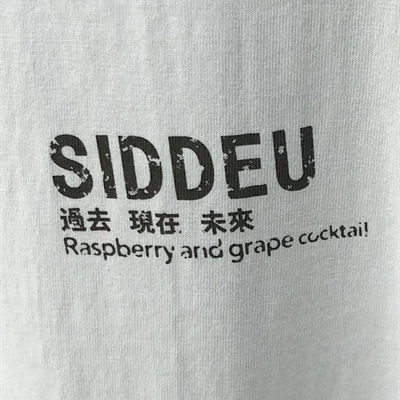 SIDDEU
過去 現在 未來
Raspberry and grape cocktail